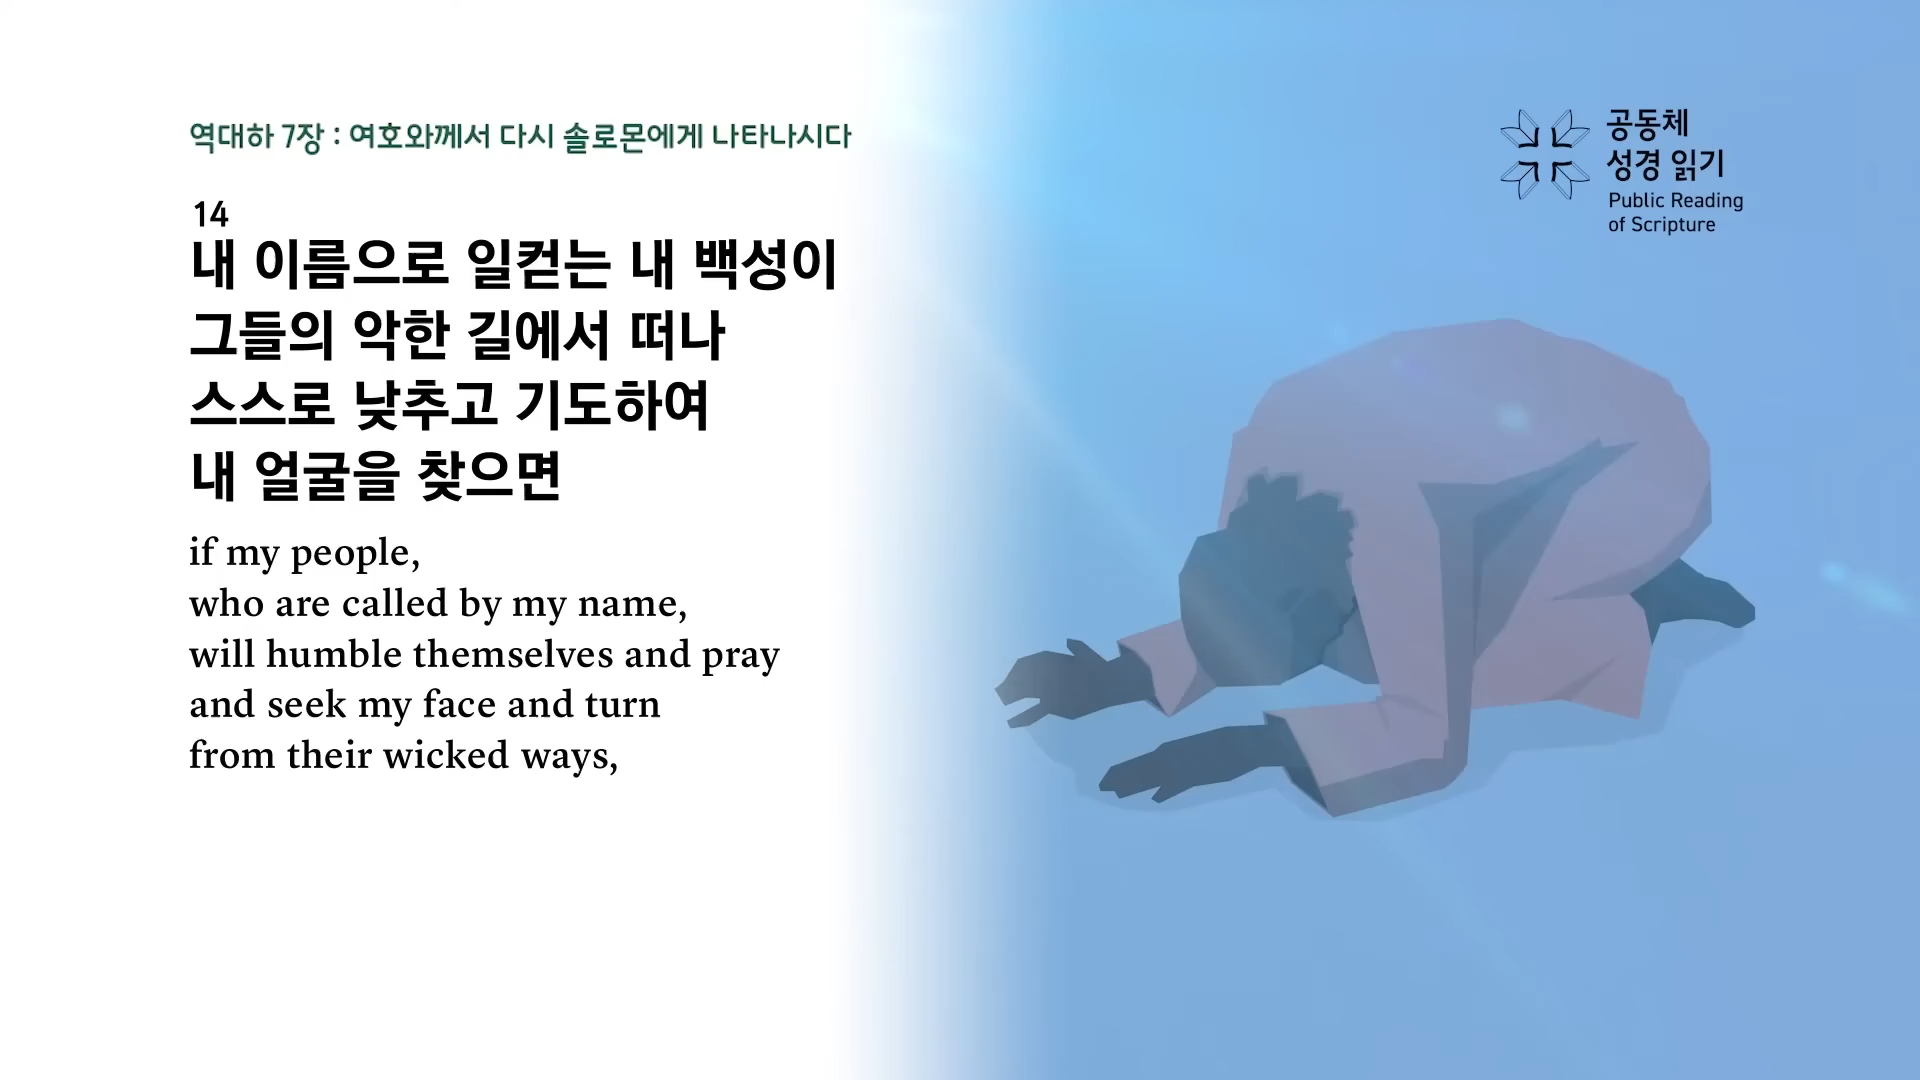 역대하 7장 : 여호와께서 다시 솔로몬에게 나타나시다
14
내 이름으로 일컫는 내 백성이
그들의 악한 길에서 떠나
스스로 낮추고 기도하여
내 얼굴을 찾으면
if my people,
who are called by my name,
will humble themselves and pray
and seek my face and turn
from their wicked ways,
공동체
성경 읽기
Public Reading
of Scripture